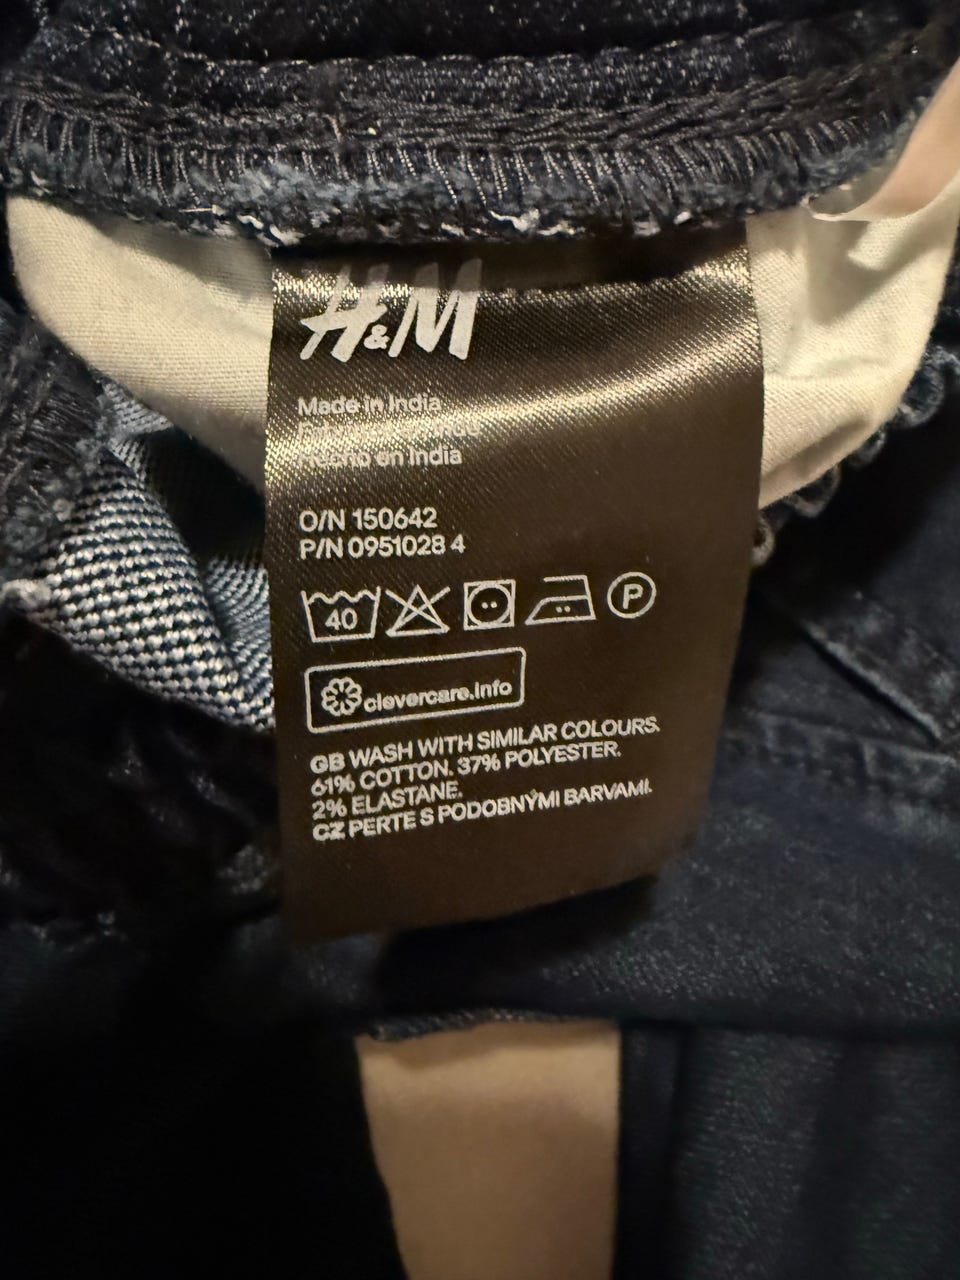 H&M
Made in India
Hecho en India
O/N 150642
P/N 0951028 4
40
P
clevercare.info
GB WASH WITH SIMILAR COLOURS.
61% COTTON. 37% POLYESTER.
2% ELASTANE.
CZ PERTE S PODOBNÝMI BARVAMI.